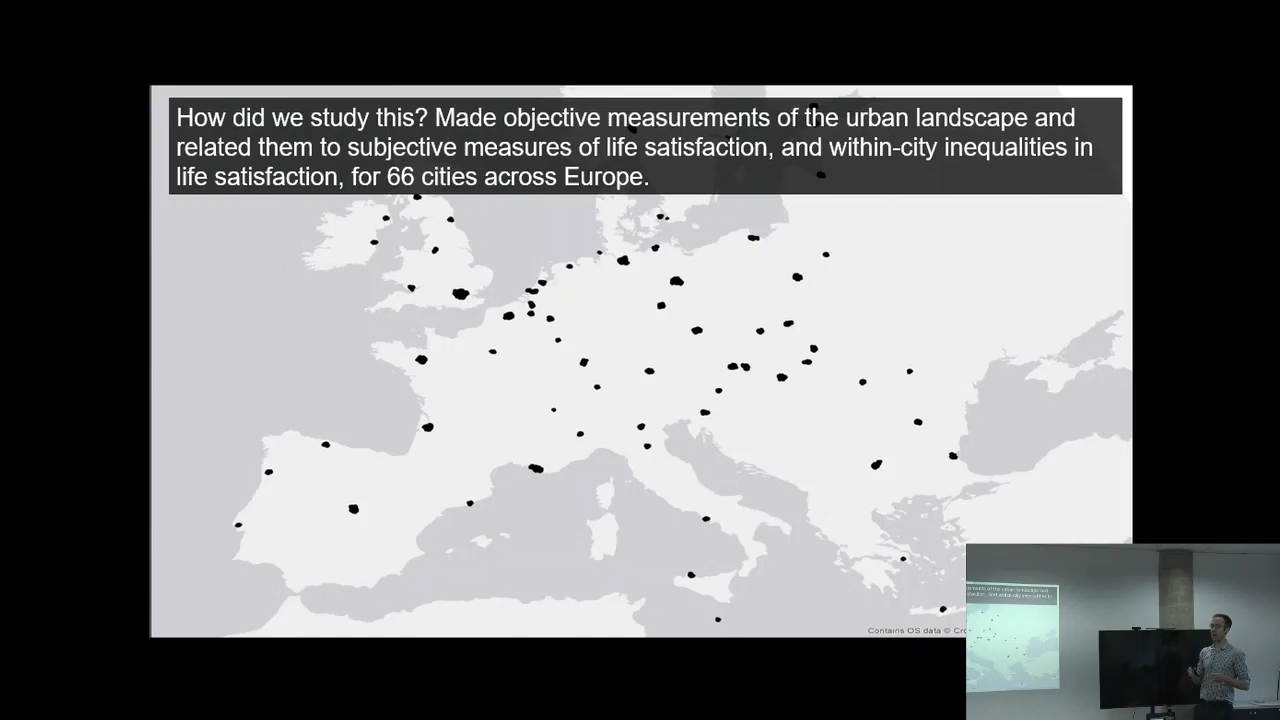 How did we study this? Made objective measurements of the urban landscape and
related them to subjective measures of life satisfaction, and within-city inequalities in
life satisfaction, for 66 cities across Europe.
Contains OS data ©